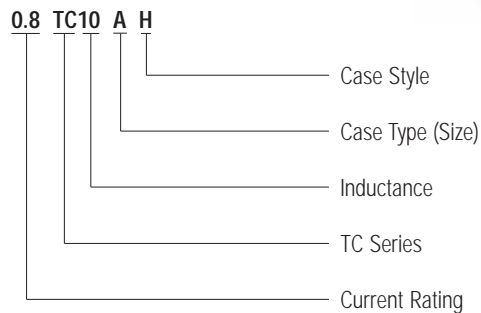 0.8 TC10 A H
Case Style
Case Type (Size)
Inductance
TC Series
Current Rating